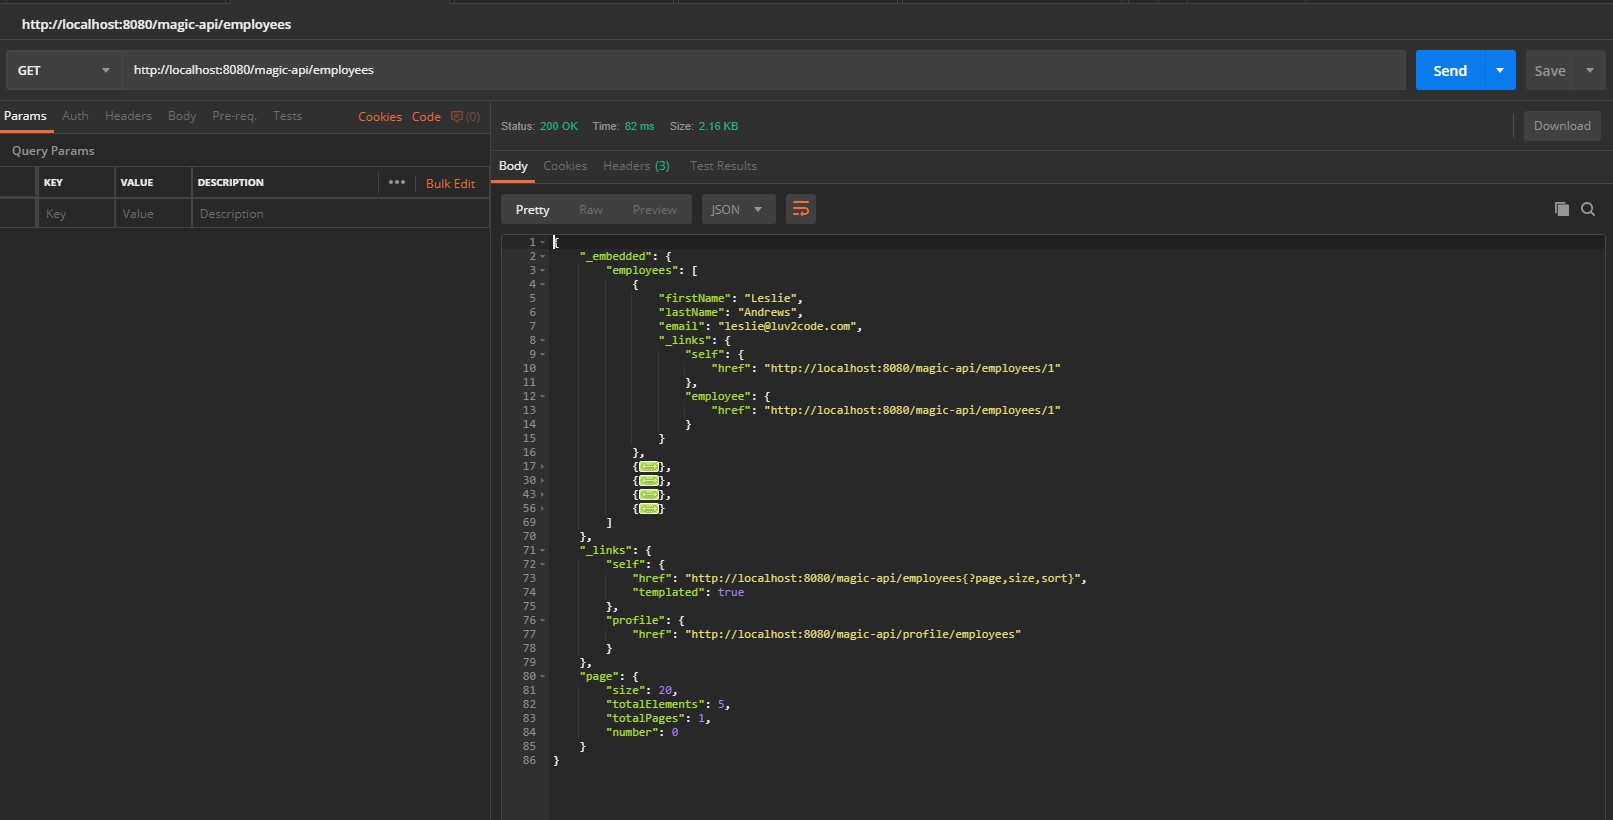 http://localhost:8080/magic-api/employees
GET http://localhost:8080/magic-api/employees Send Save
Params Auth Headers Body Pre-req. Tests Cookies Code (0)
Query Params
KEY VALUE DESCRIPTION ••• Bulk Edit
Key Value Description
Status: 200 OK Time: 82 ms Size: 2.16 KB Download
Body Cookies Headers (3) Test Results
Pretty Raw Preview JSON
1 {
2 "_embedded": {
3 "employees": [
4 {
5 "firstName": "Leslie",
6 "lastName": "Andrews",
7 "email": "leslie@luv2code.com",
8 "_links": {
9 "self": {
10 "href": "http://localhost:8080/magic-api/employees/1"
11 },
12 "employee": {
13 "href": "http://localhost:8080/magic-api/employees/1"
14 }
15 }
16 },
17 {},
30 {},
43 {},
56 {}
69 ]
70 },
71 "_links": {
72 "self": {
73 "href": "http://localhost:8080/magic-api/employees{?page,size,sort}",
74 "templated": true
75 },
76 "profile": {
77 "href": "http://localhost:8080/magic-api/profile/employees"
78 }
79 },
80 "page": {
81 "size": 20,
82 "totalElements": 5,
83 "totalPages": 1,
84 "number": 0
85 }
86 }